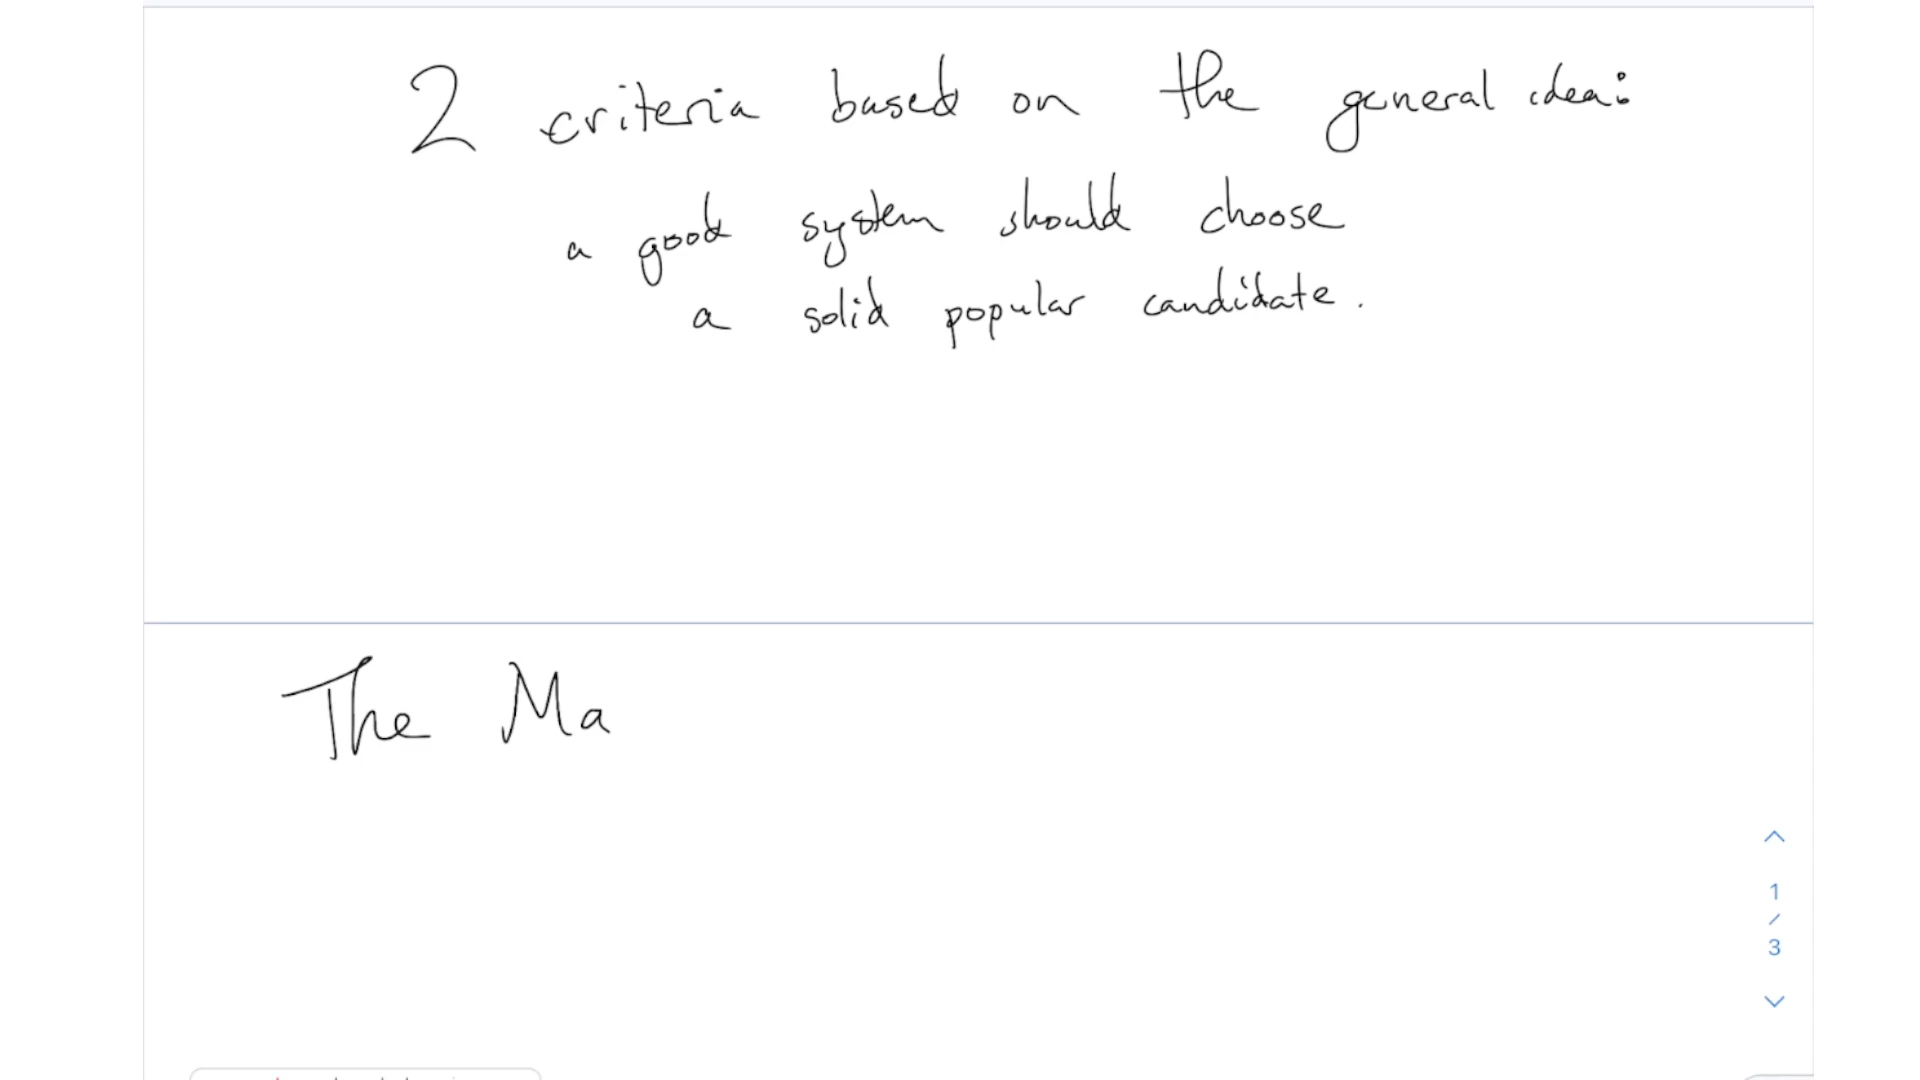 2 criteria based on the general idea:
a good system should choose
a solid popular candidate.
The Ma
1
/
3